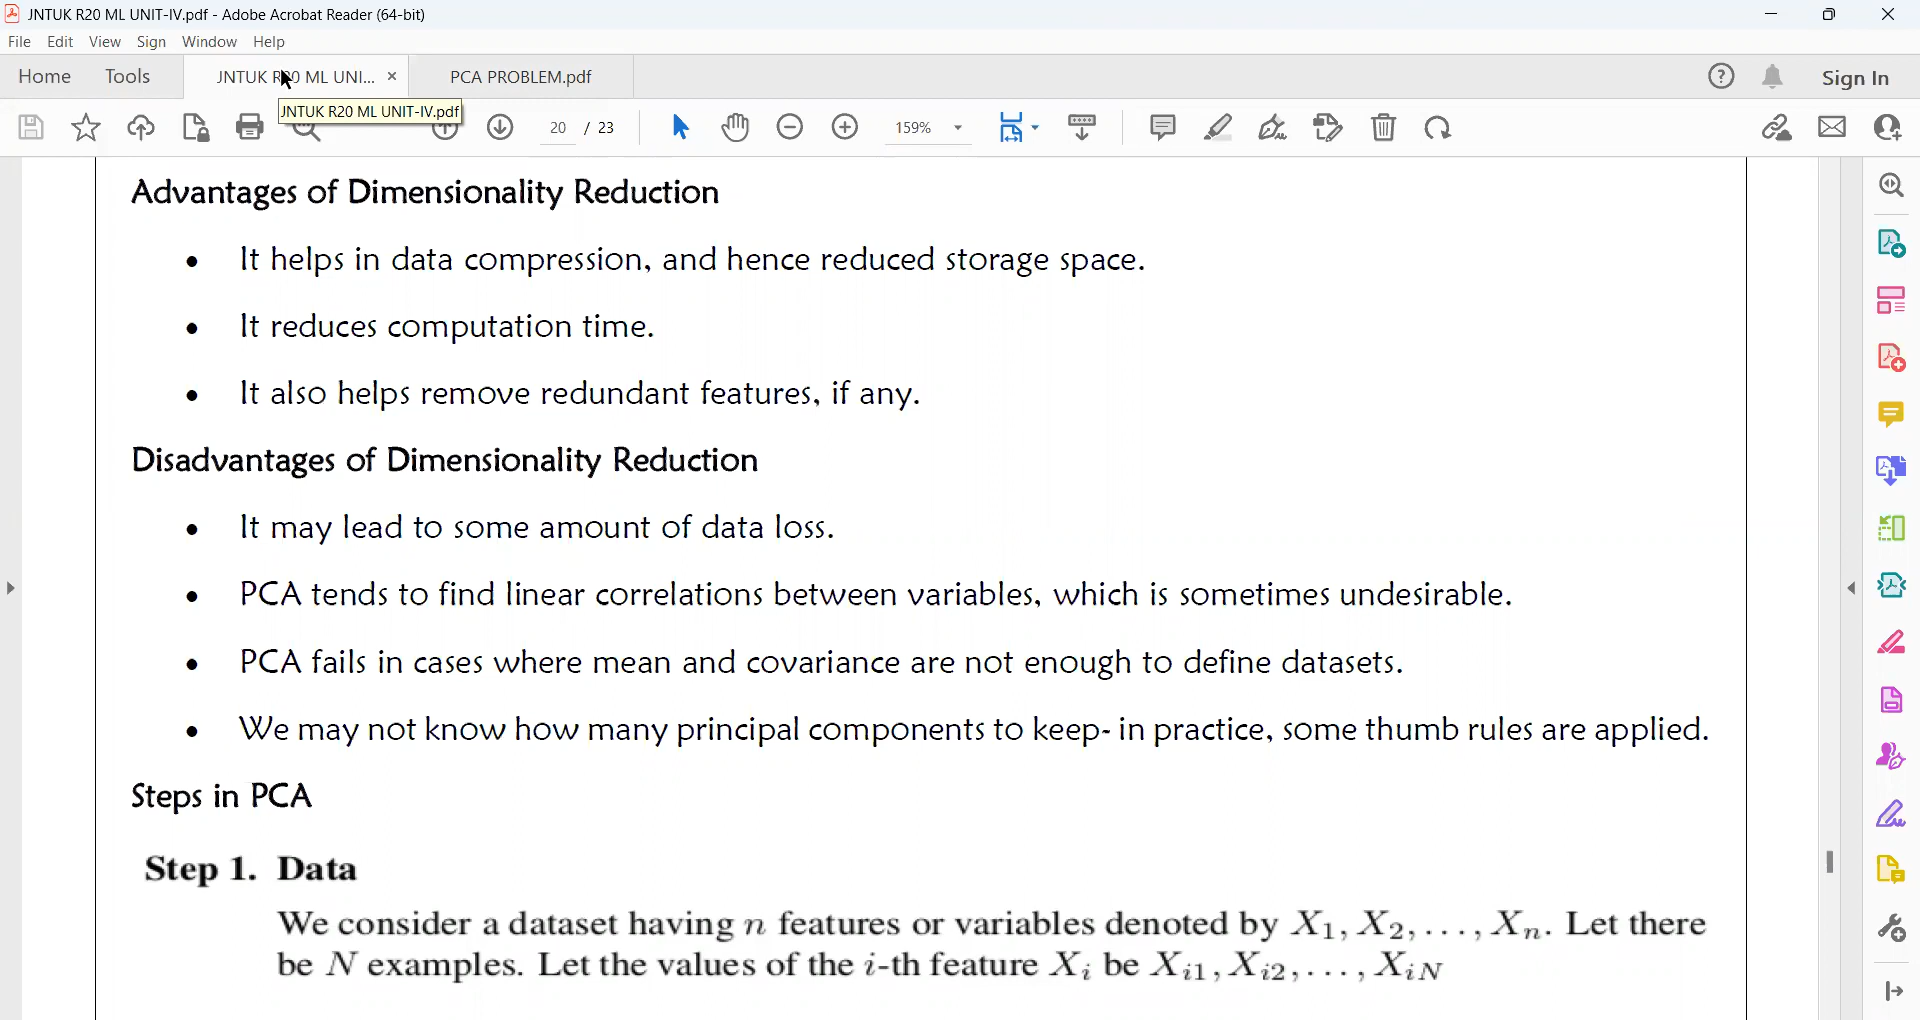 JNTUK R20 ML UNIT-IV.pdf - Adobe Acrobat Reader (64-bit)
File Edit View Sign Window Help
Home Tools JNTUK R20 ML UNI... × PCA PROBLEM.pdf Sign In
JNTUK R20 ML UNIT-IV.pdf
20 / 23 159%
Advantages of Dimensionality Reduction
• It helps in data compression, and hence reduced storage space.
• It reduces computation time.
• It also helps remove redundant features, if any.
Disadvantages of Dimensionality Reduction
• It may lead to some amount of data loss.
• PCA tends to find linear correlations between variables, which is sometimes undesirable.
• PCA fails in cases where mean and covariance are not enough to define datasets.
• We may not know how many principal components to keep- in practice, some thumb rules are applied.
Steps in PCA
Step 1. Data
We consider a dataset having n features or variables denoted by X₁, X₂, . . . , Xₙ. Let there
be N examples. Let the values of the i-th feature Xᵢ be Xᵢ₁, Xᵢ₂, . . . , X_{iN}